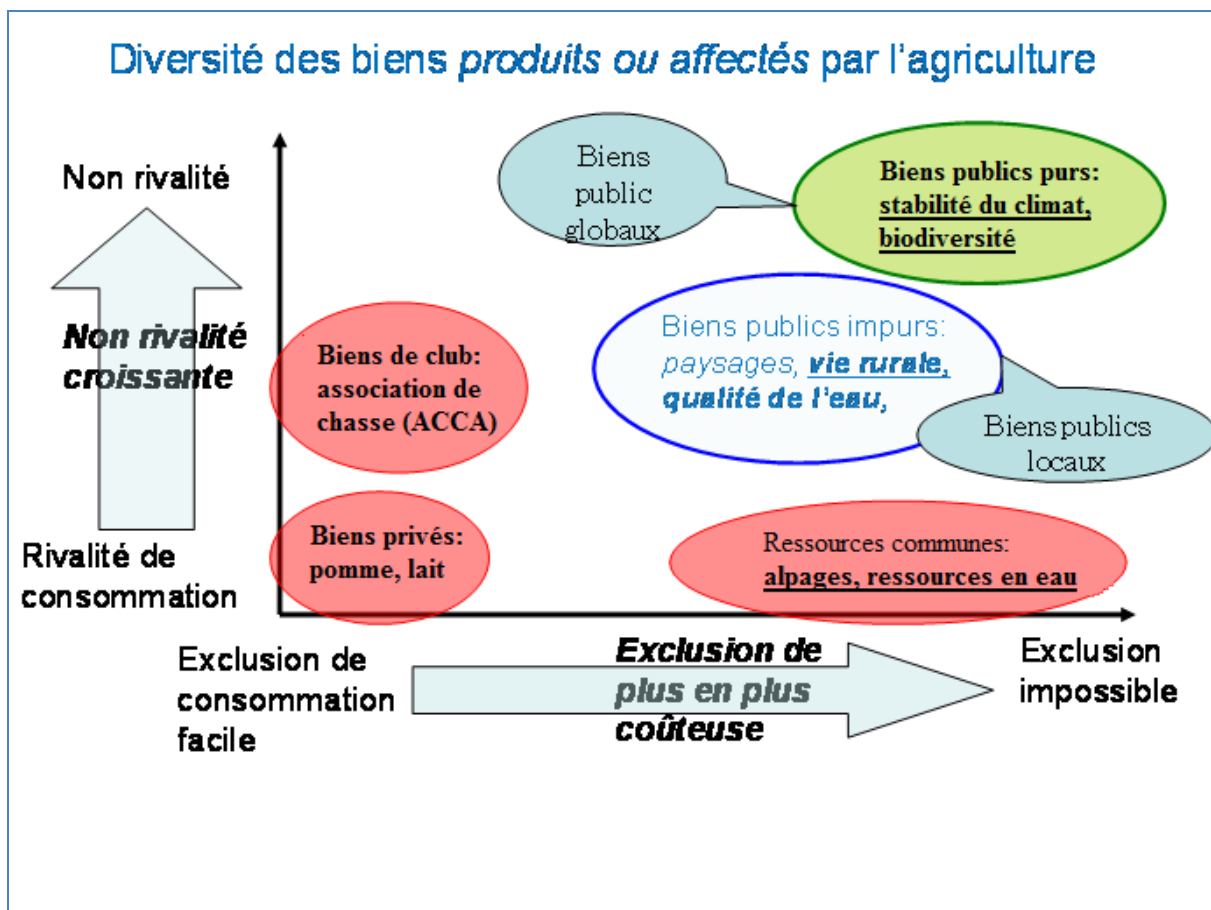 Diversité des biens produits ou affectés par l'agriculture
Non rivalité
Non rivalité
croissante
Rivalité de
consommation
Biens
public
globaux
Biens publics purs:
stabilité du climat,
biodiversité
Biens de club:
association de
chasse (ACCA)
Biens publics impurs:
paysages, vie rurale,
qualité de l'eau,
Biens publics
locaux
Biens privés:
pomme, lait
Ressources communes:
alpages, ressources en eau
Exclusion de
consommation
facile
Exclusion de
plus en plus
coûteuse
Exclusion
impossible